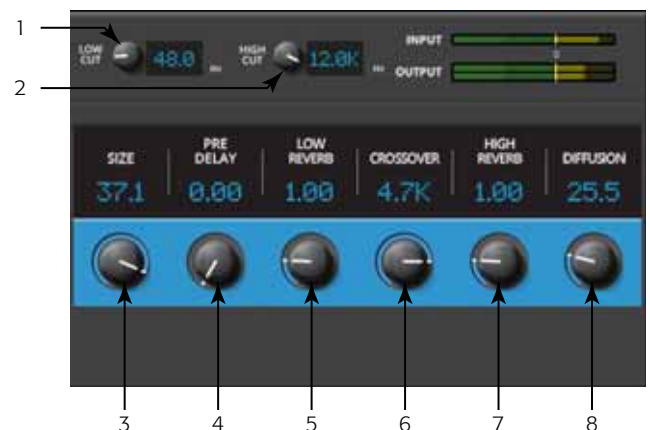 1
LOW CUT 48.0 HIGH CUT 12.0K INPUT
0
2
OUTPUT
SIZE PRE DELAY LOW REVERB CROSSOVER HIGH REVERB DIFFUSION
37.1 0.00 1.00 4.7K 1.00 25.5
3 4 5 6 7 8